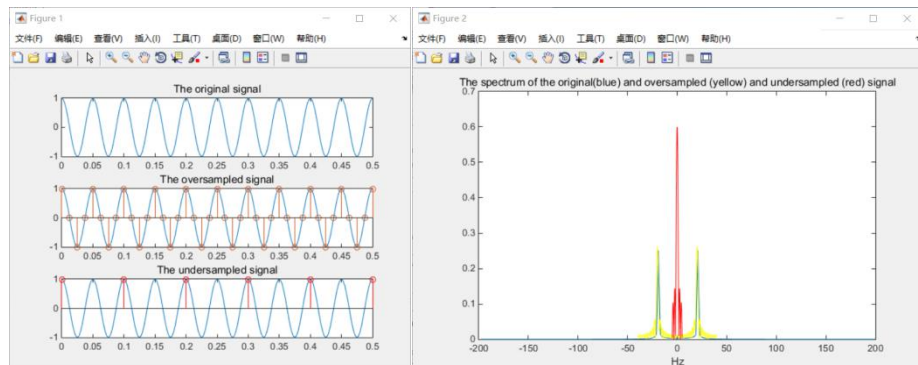 Figure 1
文件(F) 编辑(E) 查看(V) 插入(I) 工具(T) 桌面(D) 窗口(W) 帮助(H)
The original signal
1
0
-1
0 0.05 0.1 0.15 0.2 0.25 0.3 0.35 0.4 0.45 0.5
The oversampled signal
1
0
-1
0 0.05 0.1 0.15 0.2 0.25 0.3 0.35 0.4 0.45 0.5
The undersampled signal
1
0
-1
0 0.05 0.1 0.15 0.2 0.25 0.3 0.35 0.4 0.45 0.5
Figure 2
文件(F) 编辑(E) 查看(V) 插入(I) 工具(T) 桌面(D) 窗口(W) 帮助(H)
The spectrum of the original(blue) and oversampled (yellow) and undersampled (red) signal
0.7
0.6
0.5
0.4
0.3
0.2
0.1
0
-200 -150 -100 -50 0 50 100 150 200
Hz